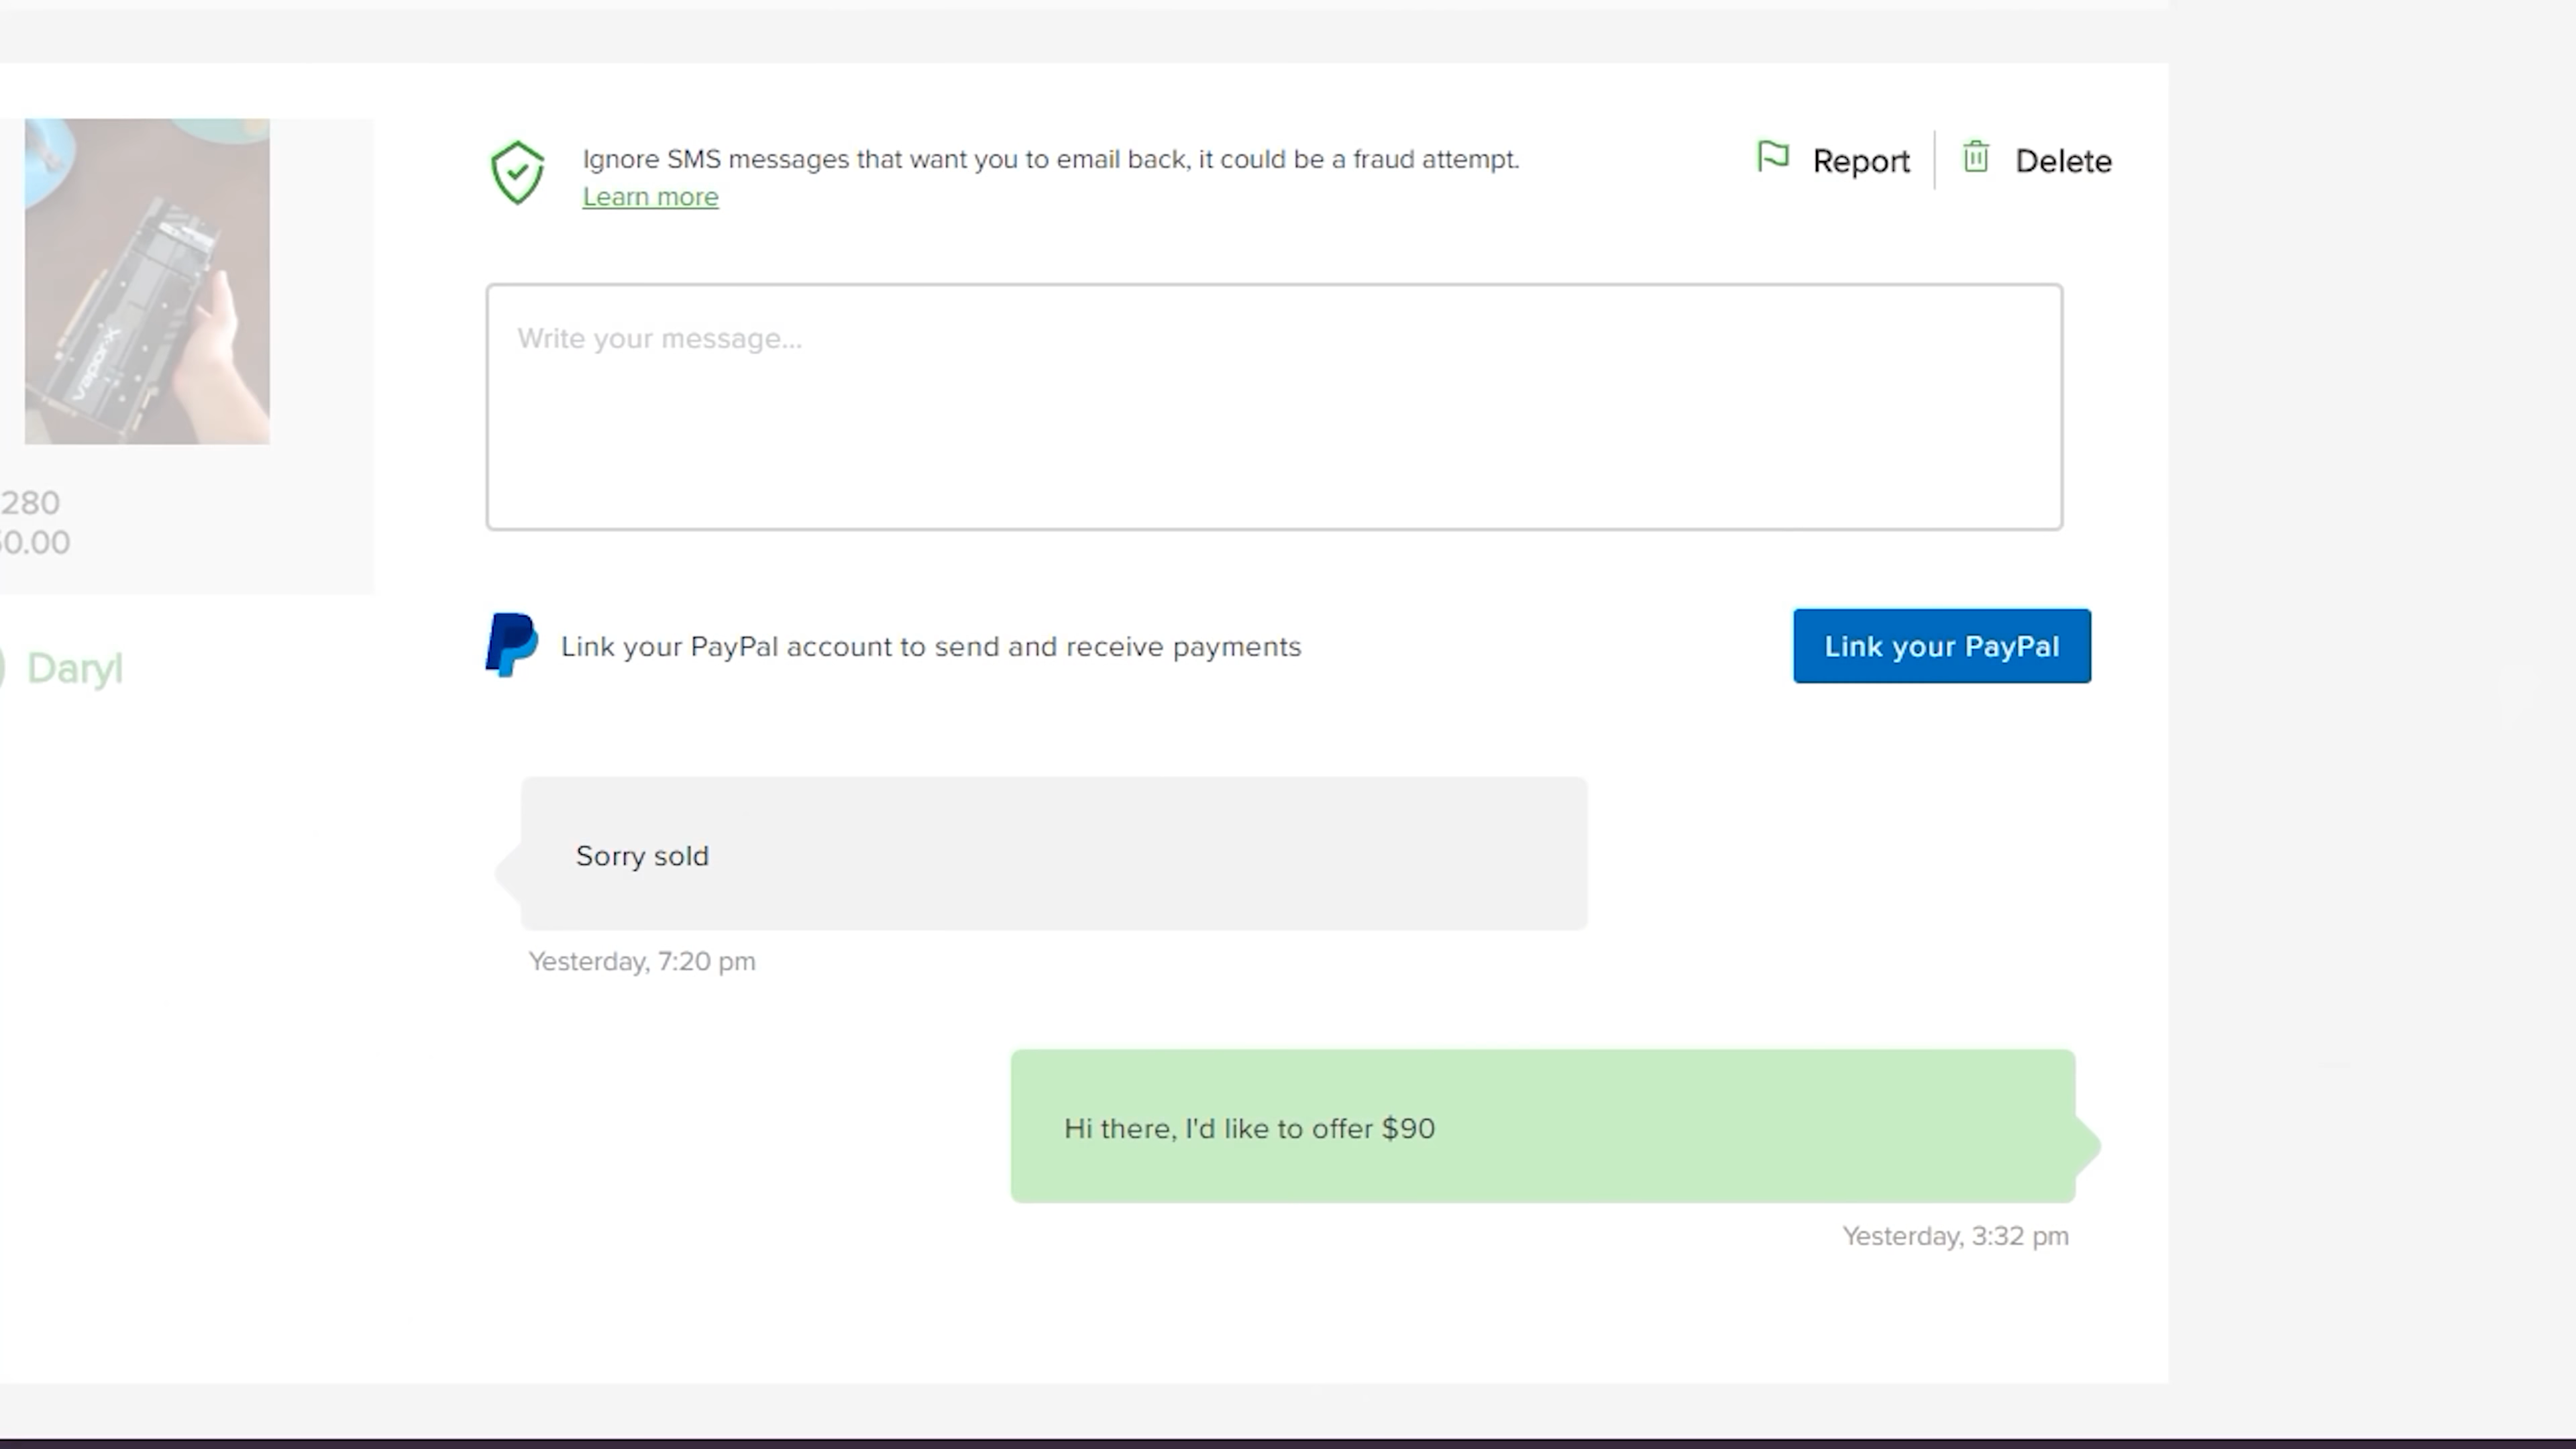 Ignore SMS messages that want you to email back, it could be a fraud attempt.
Learn more
Report
Delete
vapor-x
Write your message...
280
50.00
Link your PayPal account to send and receive payments
Link your PayPal
Daryl
Sorry sold
Yesterday, 7:20 pm
Hi there, I'd like to offer $90
Yesterday, 3:32 pm